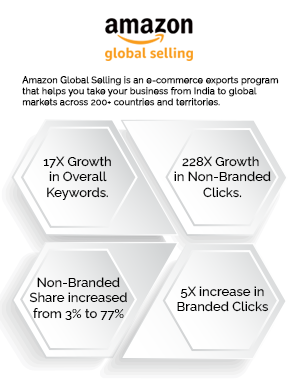 amazon
global selling
Amazon Global Selling is an e-commerce exports program
that helps you take your business from India to global
markets across 200+ countries and territories.
17X Growth
in Overall
Keywords.
228X Growth
in Non-Branded
Clicks.
Non-Branded
Share increased
from 3% to 77%
5X increase in
Branded Clicks